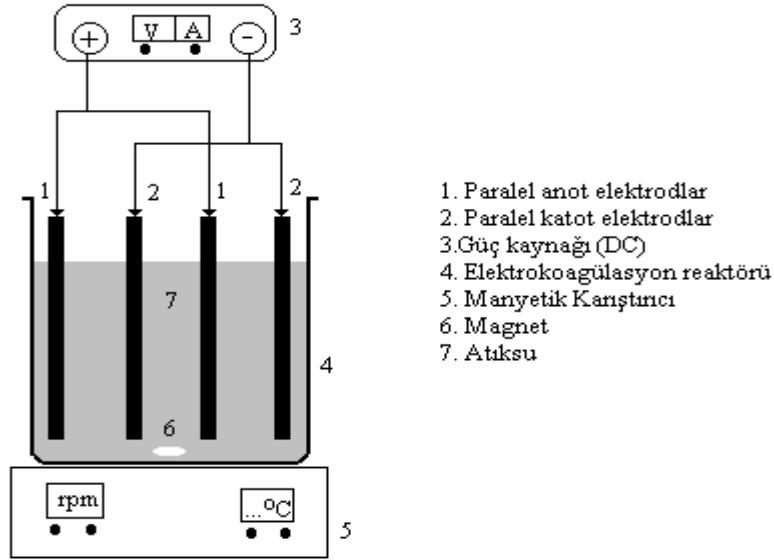 + V A - 3
1 2 1 2
7
4
6
rpm ...ºC
5
1. Paralel anot elektrodlar
2. Paralel katot elektrodlar
3.Güç kaynağı (DC)
4. Elektrokoagülasyon reaktörü
5. Manyetik Karıştırıcı
6. Magnet
7. Atıksu